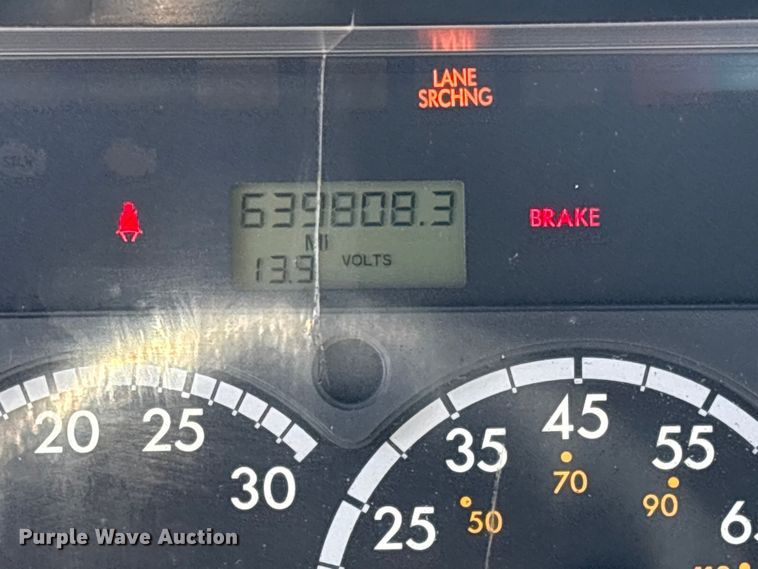 LANE
SRCHNG
639808.3
MI
13.9 VOLTS
BRAKE
20 25 30
25 35 45 55
50 70 90
Purple Wave Auction